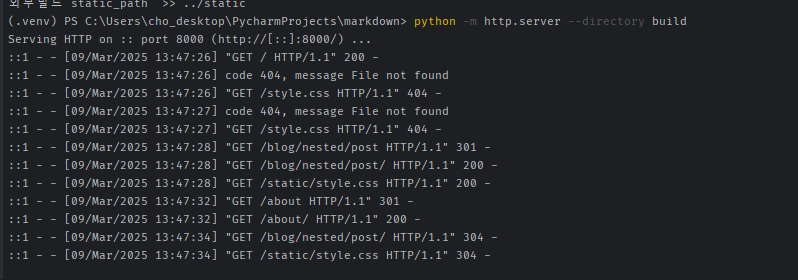 외부빌드 static_path  >> ../static
(.venv) PS C:\Users\cho_desktop\PycharmProjects\markdown> python -m http.server --directory build
Serving HTTP on :: port 8000 (http://[::]:8000/) ...
::1 - - [09/Mar/2025 13:47:26] "GET / HTTP/1.1" 200 -
::1 - - [09/Mar/2025 13:47:26] code 404, message File not found
::1 - - [09/Mar/2025 13:47:26] "GET /style.css HTTP/1.1" 404 -
::1 - - [09/Mar/2025 13:47:27] code 404, message File not found
::1 - - [09/Mar/2025 13:47:27] "GET /style.css HTTP/1.1" 404 -
::1 - - [09/Mar/2025 13:47:28] "GET /blog/nested/post HTTP/1.1" 301 -
::1 - - [09/Mar/2025 13:47:28] "GET /blog/nested/post/ HTTP/1.1" 200 -
::1 - - [09/Mar/2025 13:47:28] "GET /static/style.css HTTP/1.1" 200 -
::1 - - [09/Mar/2025 13:47:32] "GET /about HTTP/1.1" 301 -
::1 - - [09/Mar/2025 13:47:32] "GET /about/ HTTP/1.1" 200 -
::1 - - [09/Mar/2025 13:47:34] "GET /blog/nested/post/ HTTP/1.1" 304 -
::1 - - [09/Mar/2025 13:47:34] "GET /static/style.css HTTP/1.1" 304 -